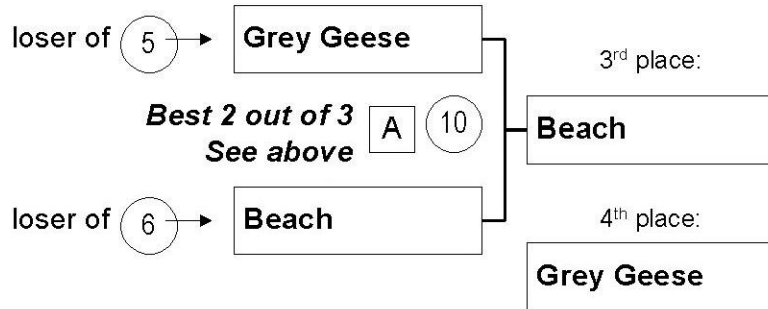 loser of 5 Grey Geese
3rd place:
Best 2 out of 3 A 10
See above
Beach
loser of 6 Beach
4th place:
Grey Geese